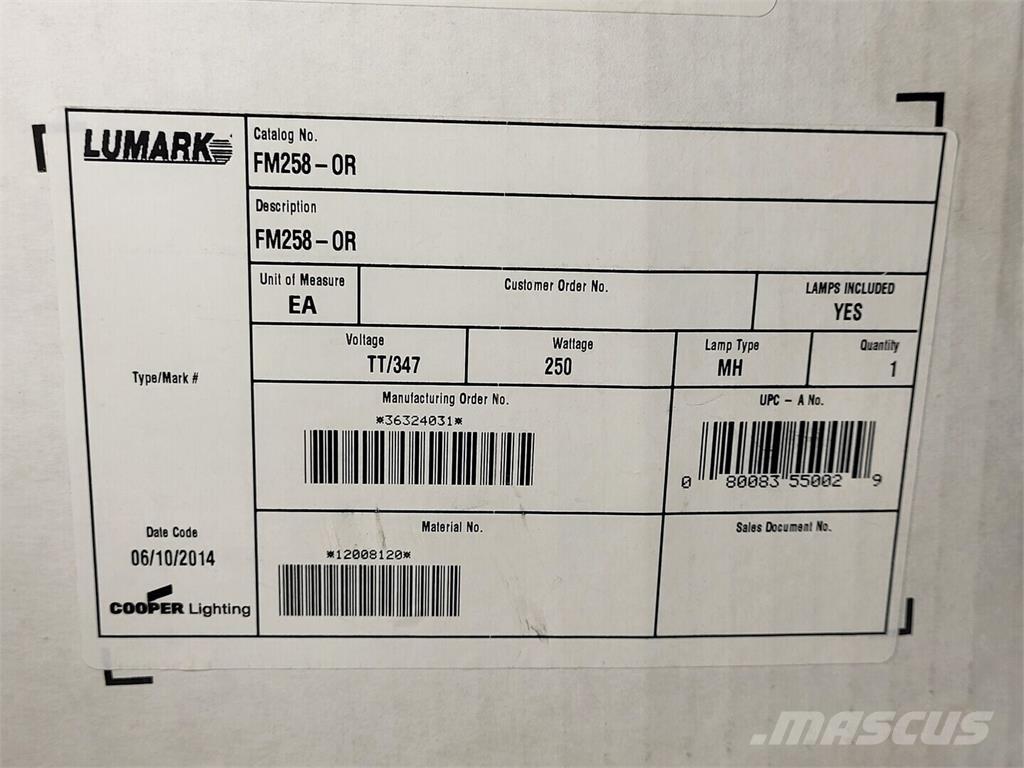 LUMARK
Catalog No.
FM258-OR
Description
FM258-OR
Unit of Measure
EA
Customer Order No.
LAMPS INCLUDED
YES
Voltage
TT/347
Wattage
250
Lamp Type
MH
Quantity
1
Type/Mark #
Manufacturing Order No.
*36324031*
UPC - A No.
0 80083 55002 9
Date Code
06/10/2014
Material No.
*12008120*
Sales Document No.
COOPER Lighting
MASCUS